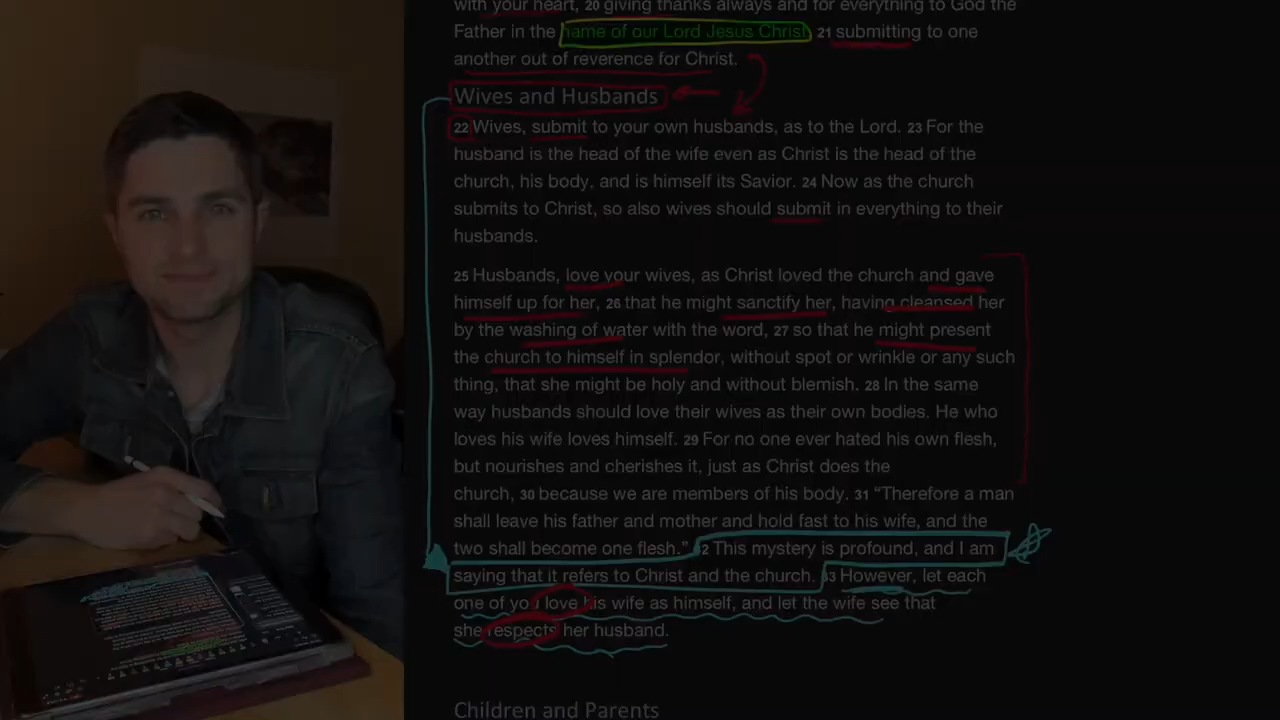 with your heart, 20 giving thanks always and for everything to God the
Father in the name of our Lord Jesus Christ, 21 submitting to one
another out of reverence for Christ.
Wives and Husbands
22 Wives, submit to your own husbands, as to the Lord. 23 For the
husband is the head of the wife even as Christ is the head of the
church, his body, and is himself its Savior. 24 Now as the church
submits to Christ, so also wives should submit in everything to their
husbands.
25 Husbands, love your wives, as Christ loved the church and gave
himself up for her, 26 that he might sanctify her, having cleansed her
by the washing of water with the word, 27 so that he might present
the church to himself in splendor, without spot or wrinkle or any such
thing, that she might be holy and without blemish. 28 In the same
way husbands should love their wives as their own bodies. He who
loves his wife loves himself. 29 For no one ever hated his own flesh,
but nourishes and cherishes it, just as Christ does the
church, 30 because we are members of his body. 31 “Therefore a man
shall leave his father and mother and hold fast to his wife, and the
two shall become one flesh.” 32 This mystery is profound, and I am
saying that it refers to Christ and the church. 33 However, let each
one of you love his wife as himself, and let the wife see that
she respects her husband.
Children and Parents